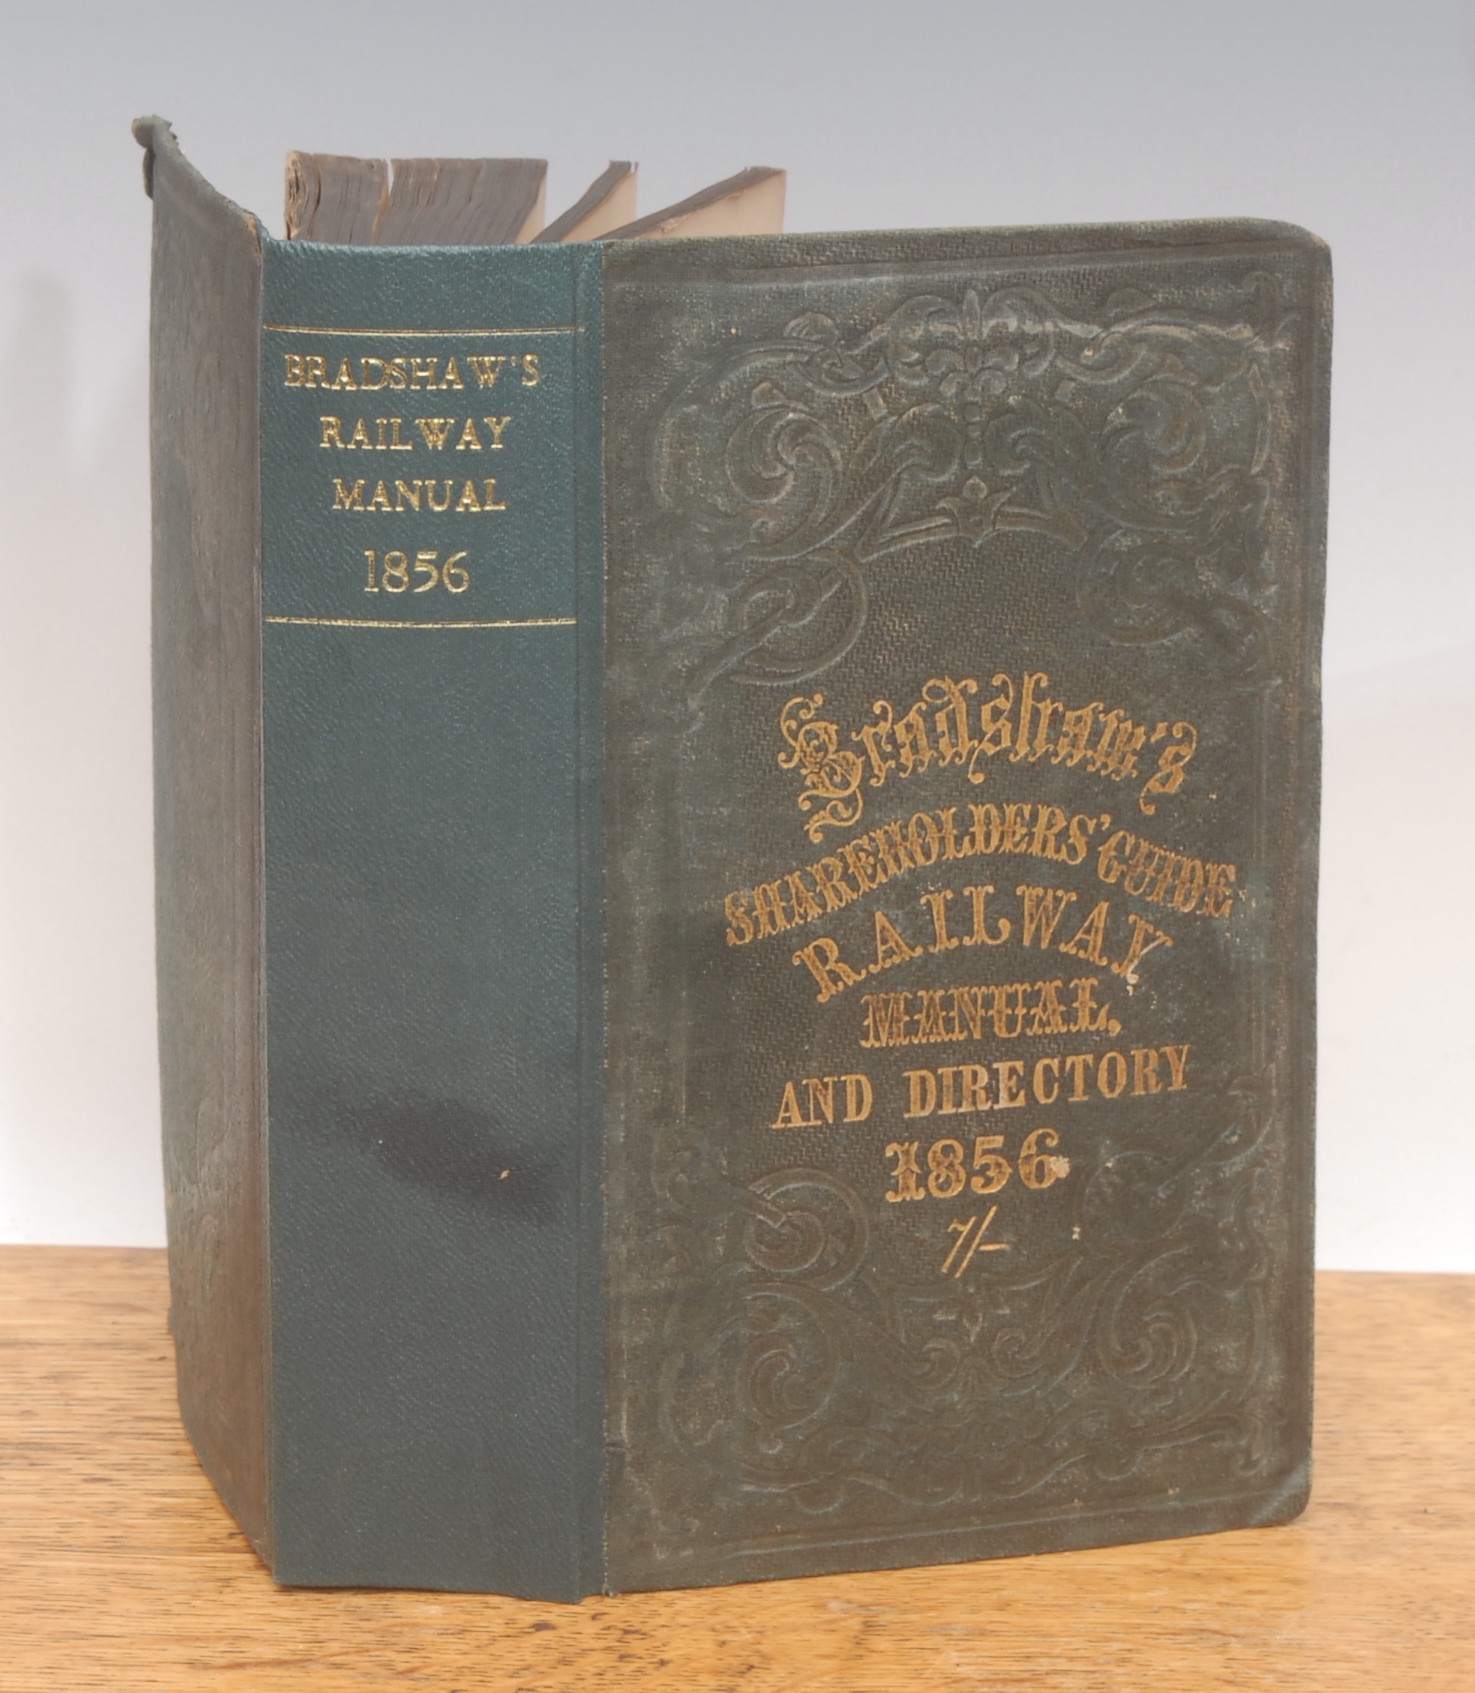 BRADSHAW'S
RAILWAY
MANUAL
1856
Bradshaw's
SHAREHOLDERS' GUIDE
RAILWAY
MANUAL,
AND DIRECTORY
1856
7/-